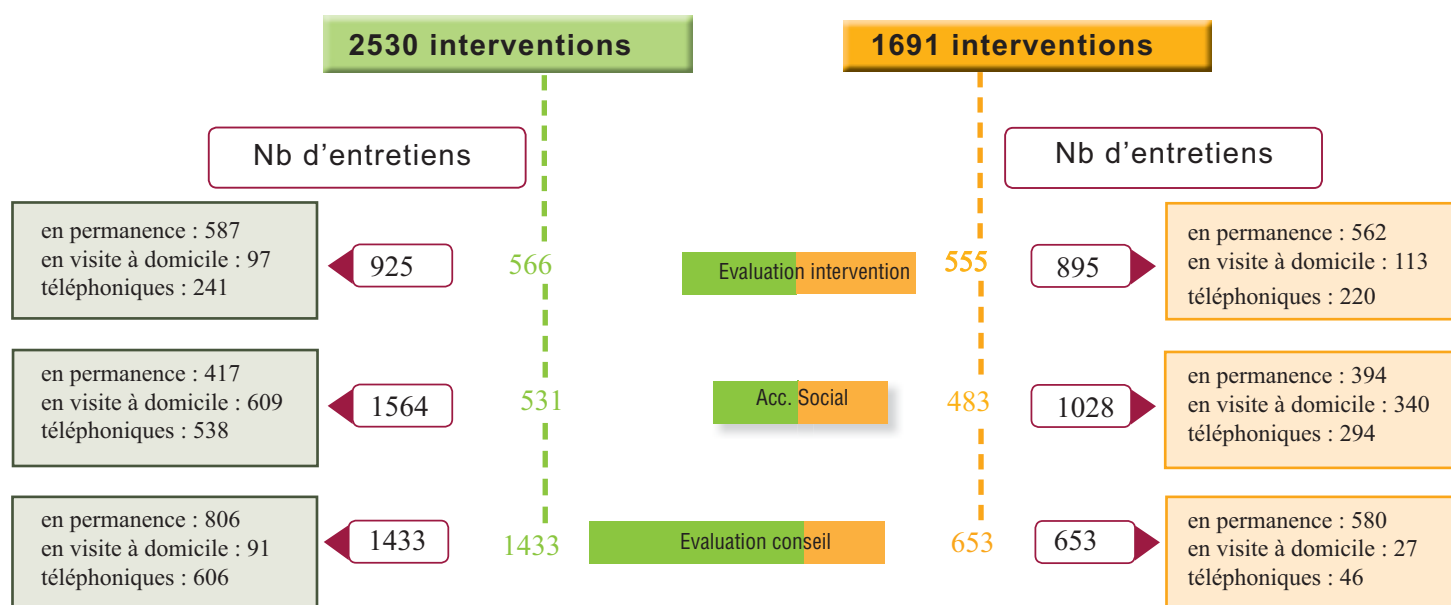 2530 interventions
1691 interventions
Nb d’entretiens
Nb d’entretiens
en permanence : 587
en visite à domicile : 97
téléphoniques : 241
925
566
Evaluation intervention
555
895
en permanence : 562
en visite à domicile : 113
téléphoniques : 220
en permanence : 417
en visite à domicile : 609
téléphoniques : 538
1564
531
Acc. Social
483
1028
en permanence : 394
en visite à domicile : 340
téléphoniques : 294
en permanence : 806
en visite à domicile : 91
téléphoniques : 606
1433
1433
Evaluation conseil
653
653
en permanence : 580
en visite à domicile : 27
téléphoniques : 46